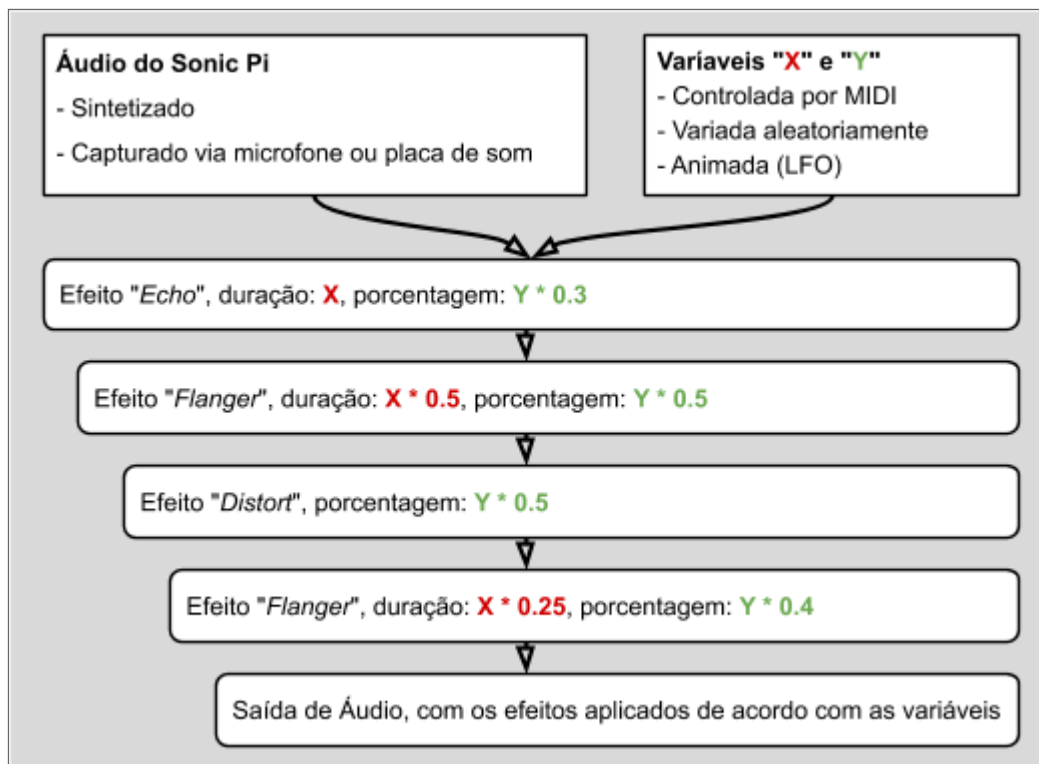 Áudio do Sonic Pi
- Sintetizado
- Capturado via microfone ou placa de som
Varíaveis "X" e "Y"
- Controlada por MIDI
- Variada aleatoriamente
- Animada (LFO)
Efeito "Echo", duração: X, porcentagem: Y * 0.3
Efeito "Flanger", duração: X * 0.5, porcentagem: Y * 0.5
Efeito "Distort", porcentagem: Y * 0.5
Efeito "Flanger", duração: X * 0.25, porcentagem: Y * 0.4
Saída de Áudio, com os efeitos aplicados de acordo com as variáveis